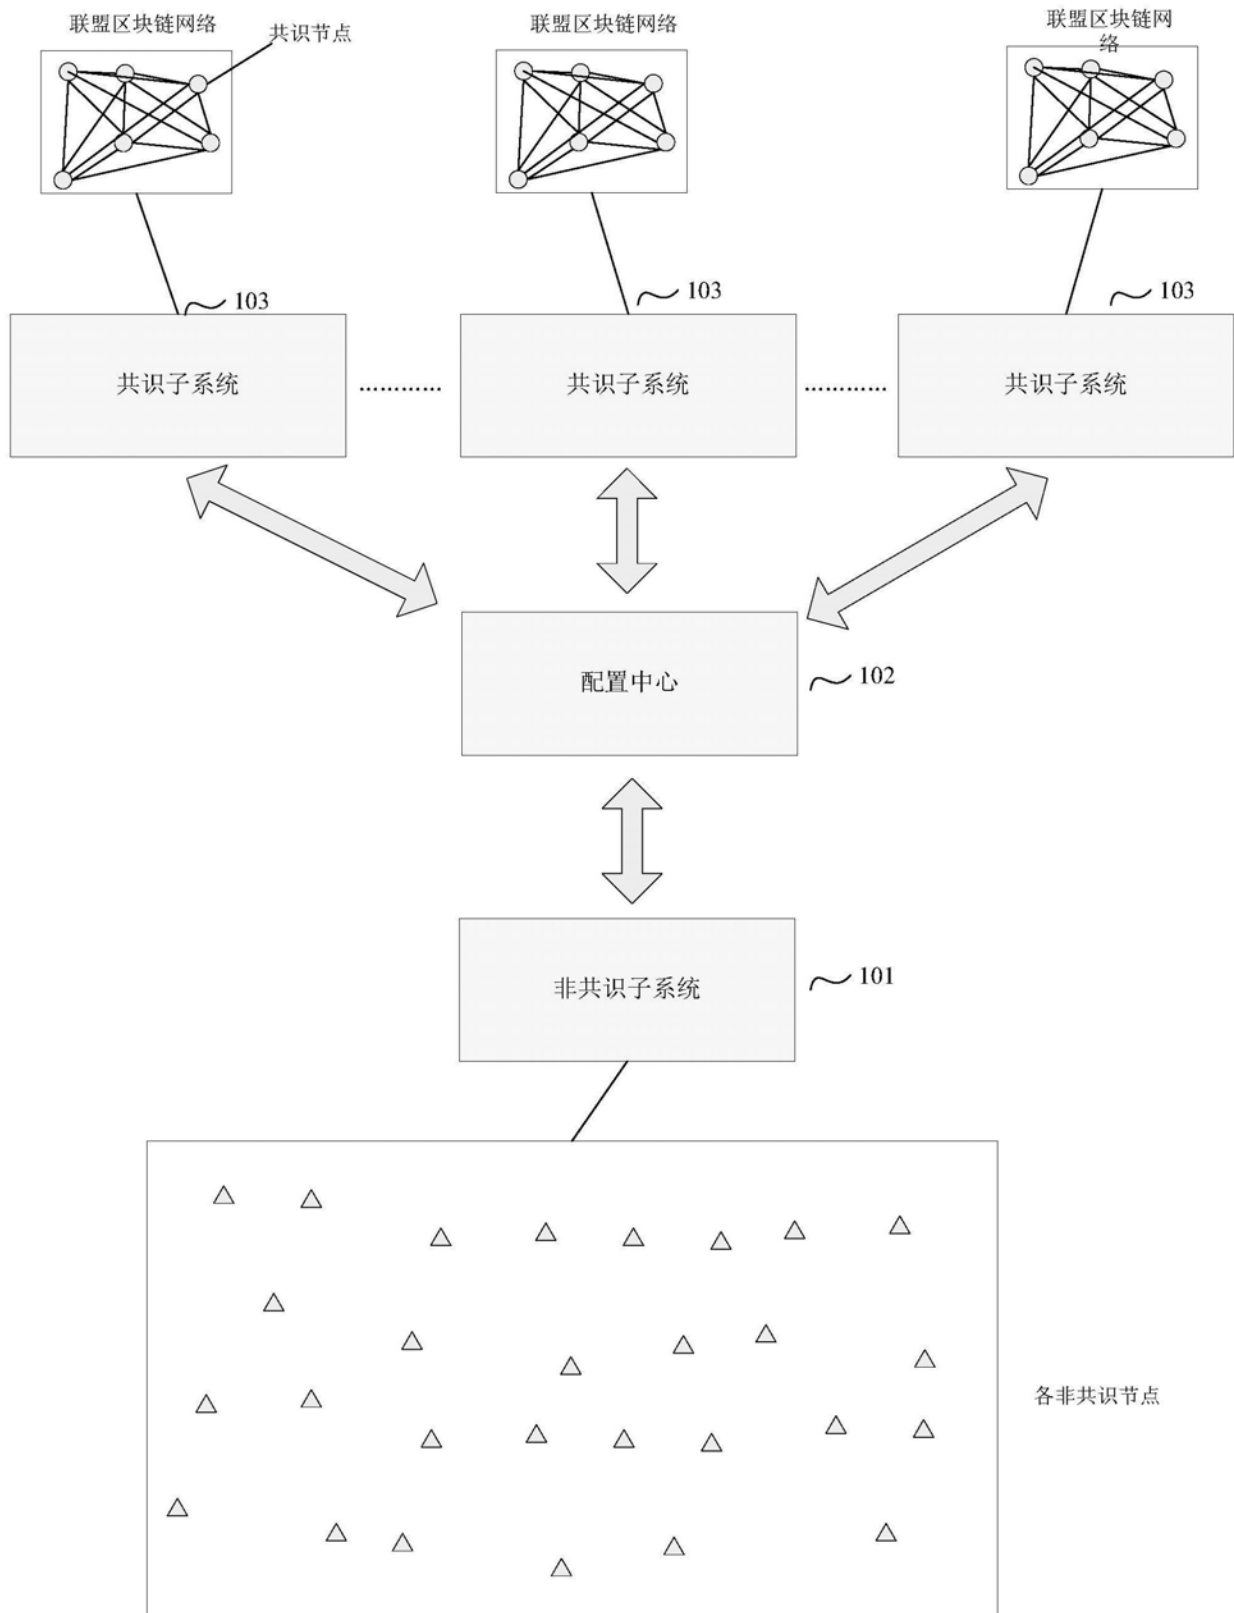 联盟区块链网络
共识节点
联盟区块链网络
联盟区块链网
络
103
103
103
共识子系统
…………
共识子系统
…………
共识子系统
配置中心
102
非共识子系统
101
各非共识节点